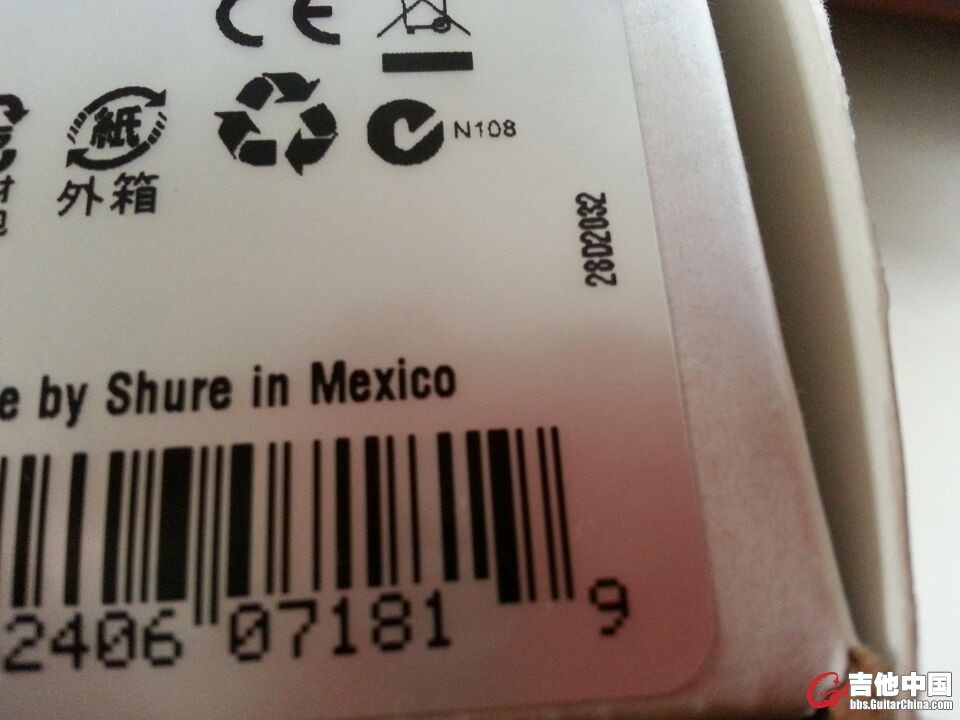 CE
紙
外箱
N108
28D2032
e by Shure in Mexico
2406 07181 9
吉他中国
bbs.GuitarChina.com